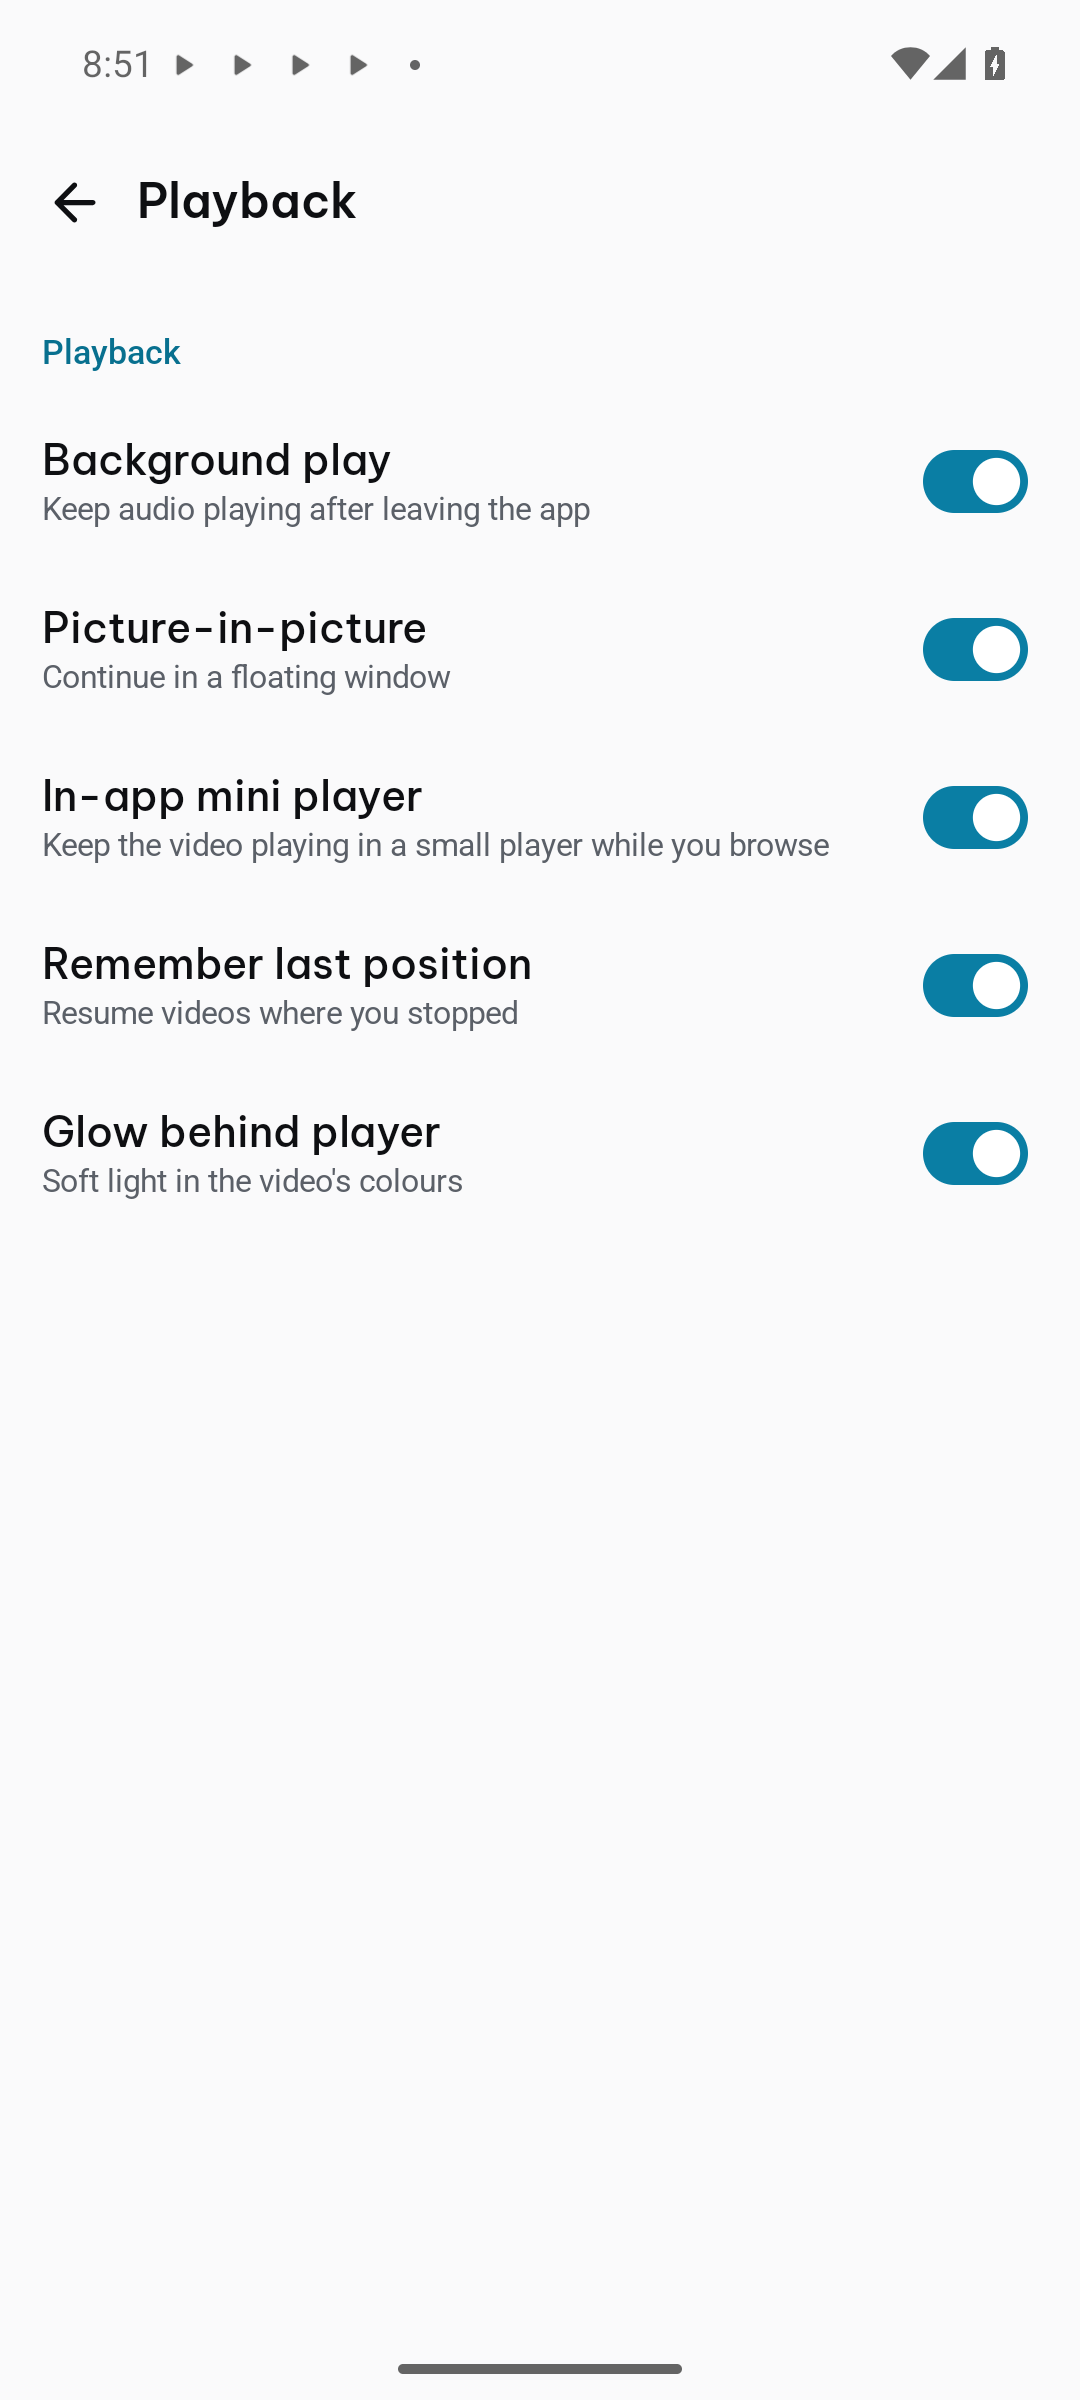 8:51
Playback
Playback
Background play
Keep audio playing after leaving the app
Picture-in-picture
Continue in a floating window
In-app mini player
Keep the video playing in a small player while you browse
Remember last position
Resume videos where you stopped
Glow behind player
Soft light in the video's colours